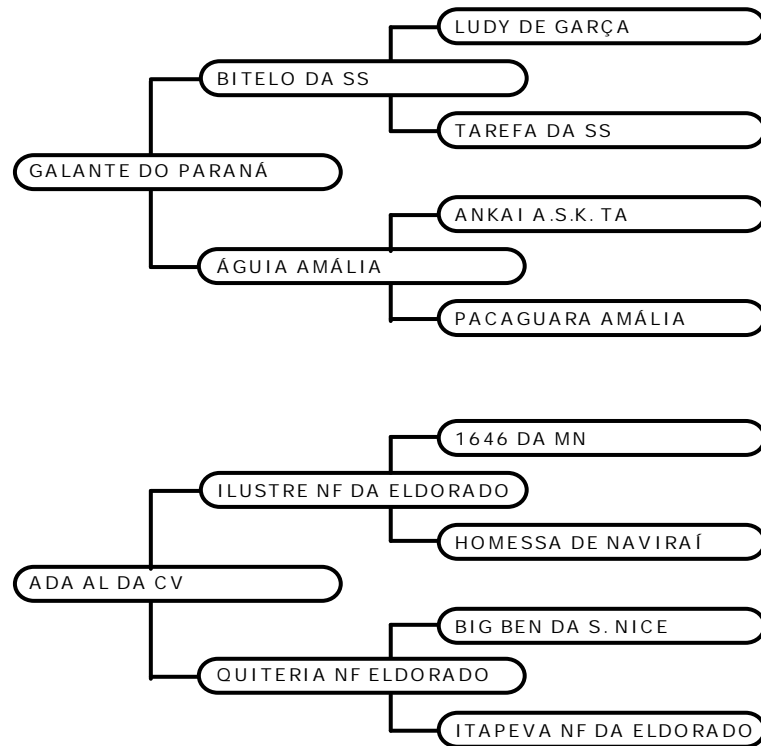 LUDY DE GARÇA
BITELO DA SS
TAREFA DA SS
GALANTE DO PARANÁ
ANKAI A.S.K. TA
ÁGUIA AMÁLIA
PACAGUARA AMÁLIA
1646 DA MN
ILUSTRE NF DA ELDORADO
HOMESSA DE NAVIRAÍ
ADA AL DA CV
BIG BEN DA S. NICE
QUITERIA NF ELDORADO
ITAPEVA NF DA ELDORADO